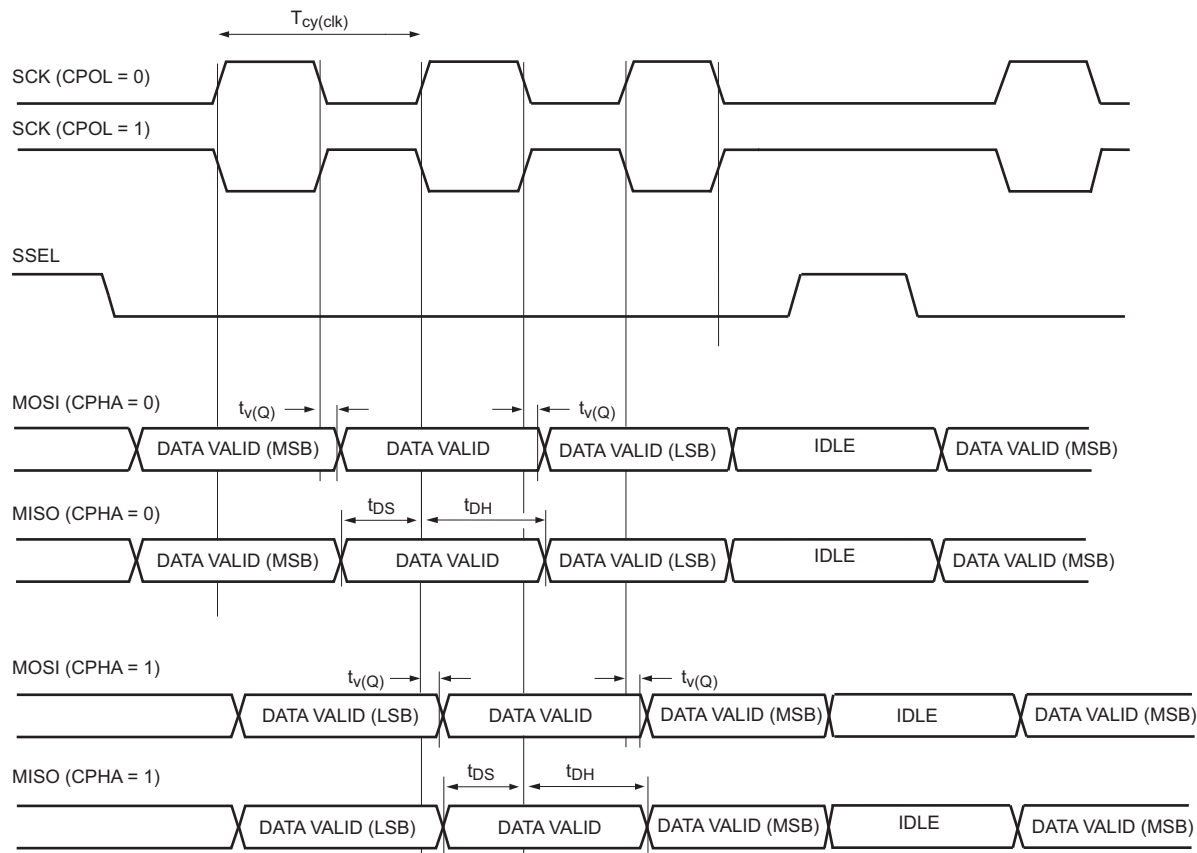 Tcy(clk)
SCK (CPOL = 0)
SCK (CPOL = 1)
SSEL
MOSI (CPHA = 0)
tv(Q) tv(Q)
DATA VALID (MSB) DATA VALID DATA VALID (LSB) IDLE DATA VALID (MSB)
tDS tDH
MISO (CPHA = 0)
DATA VALID (MSB) DATA VALID DATA VALID (LSB) IDLE DATA VALID (MSB)
MOSI (CPHA = 1)
tv(Q) tv(Q)
DATA VALID (LSB) DATA VALID DATA VALID (MSB) IDLE DATA VALID (MSB)
MISO (CPHA = 1)
tDS tDH
DATA VALID (LSB) DATA VALID DATA VALID (MSB) IDLE DATA VALID (MSB)